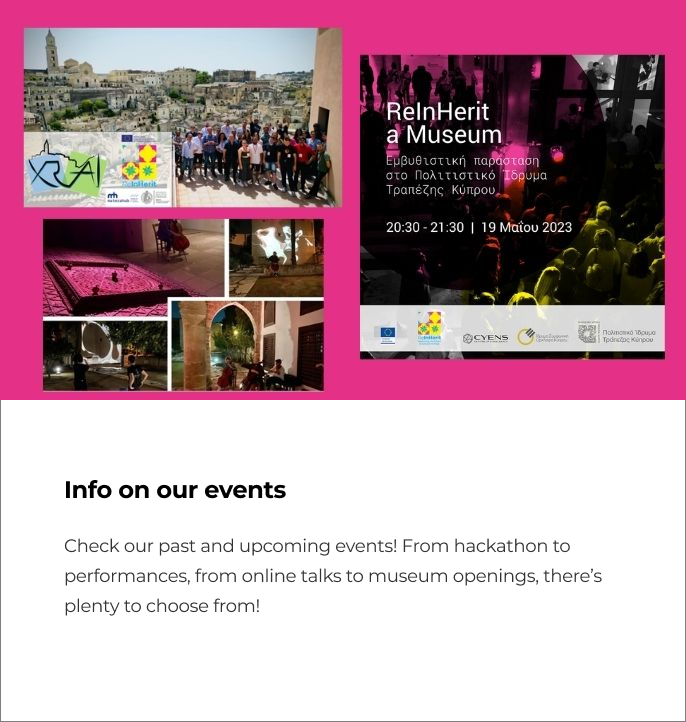 XR AI
ReInHerit
materahub
ReInHerit
a Museum
Εμβυθιστική παράσταση
στο Πολιτιστικό Ίδρυμα
Τραπέζης Κύπρου
20:30 - 21:30 | 19 Μαΐου 2023
ReInHerit
CYENS
Πολιτιστικό Ίδρυμα
Τράπεζης Κύπρου
Info on our events
Check our past and upcoming events! From hackathon to
performances, from online talks to museum openings, there’s
plenty to choose from!